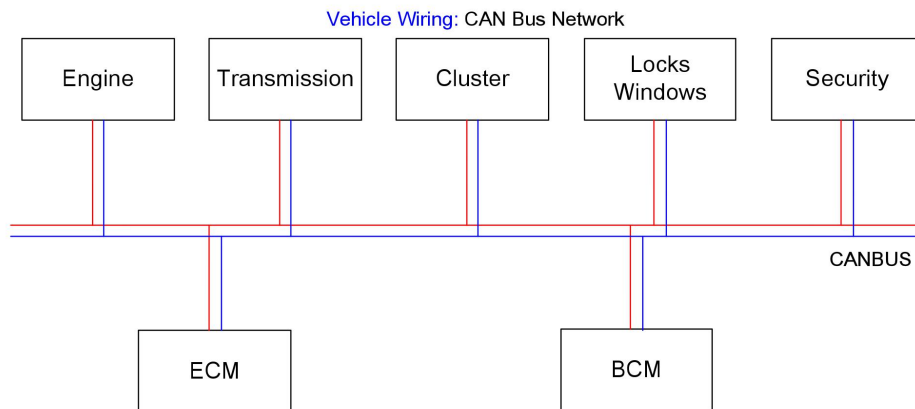 Vehicle Wiring: CAN Bus Network
Engine
Transmission
Cluster
Locks
Windows
Security
CANBUS
ECM
BCM